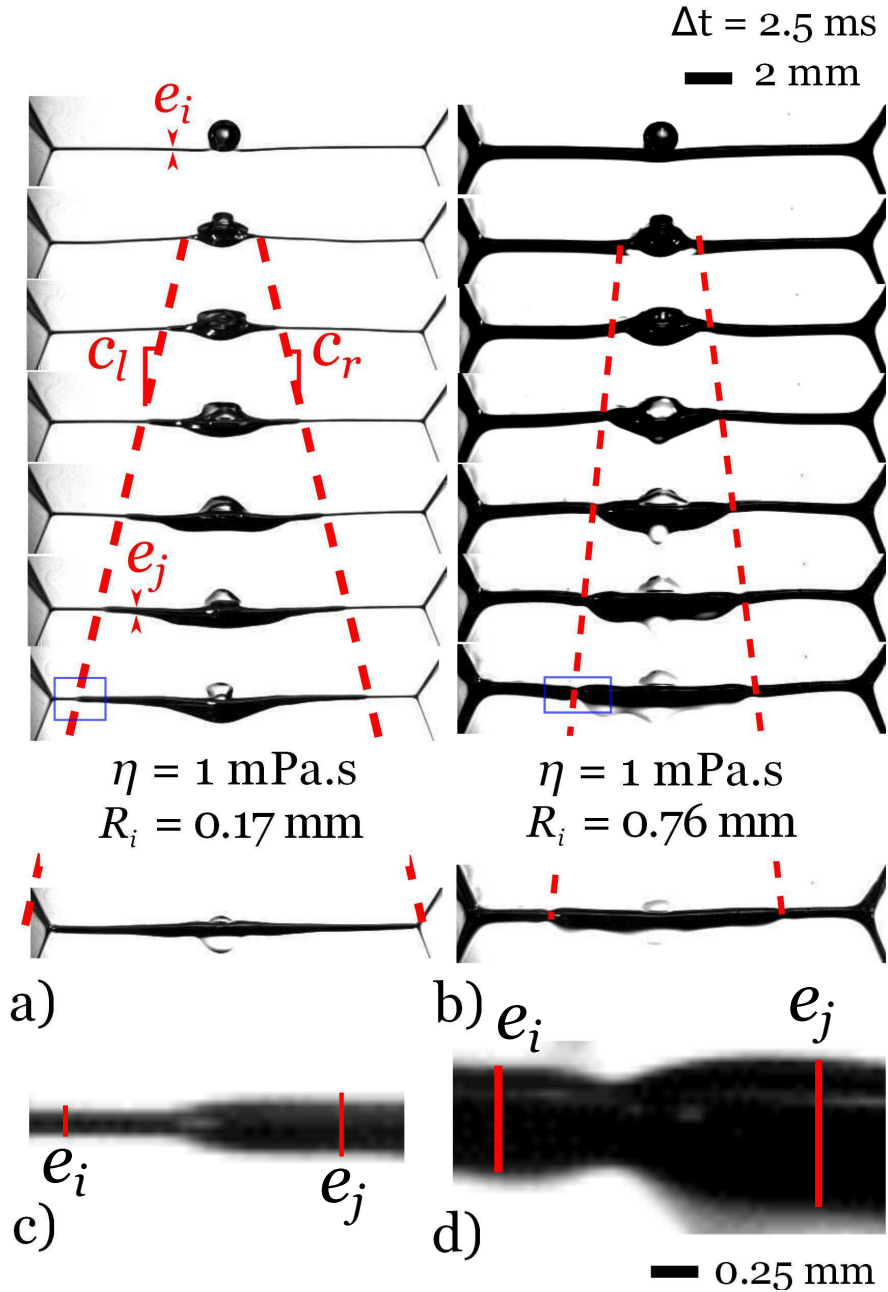 Δt = 2.5 ms
2 mm
e_i
c_l
c_r
e_j
η = 1 mPa.s
R_i = 0.17 mm
η = 1 mPa.s
R_i = 0.76 mm
a)
b)
e_i
e_j
e_i
e_j
c)
d)
0.25 mm